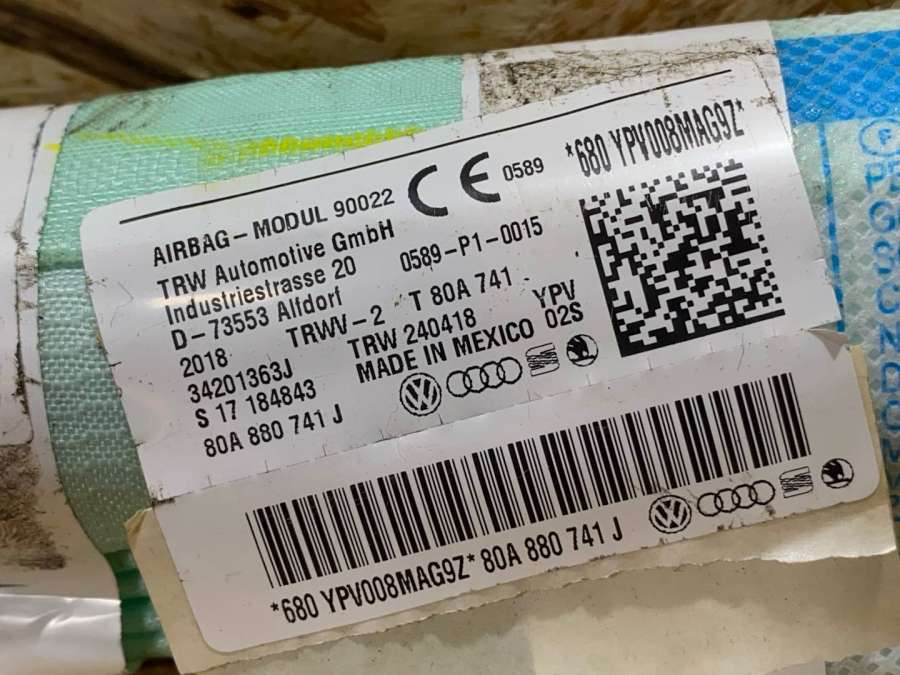 AIRBAG-MODUL 90022 CE 0589 *680 YPV008MAG9Z*
TRW Automotive GmbH
Industriestrasse 20 0589-P1-0015
D-73553 Alfdorf
2018 TRWV-2 T 80A 741 YPV
34201363J TRW 240418 02S
S 17 184843 MADE IN MEXICO
80A 880 741 J
*680 YPV008MAG9Z*80A 880 741 J